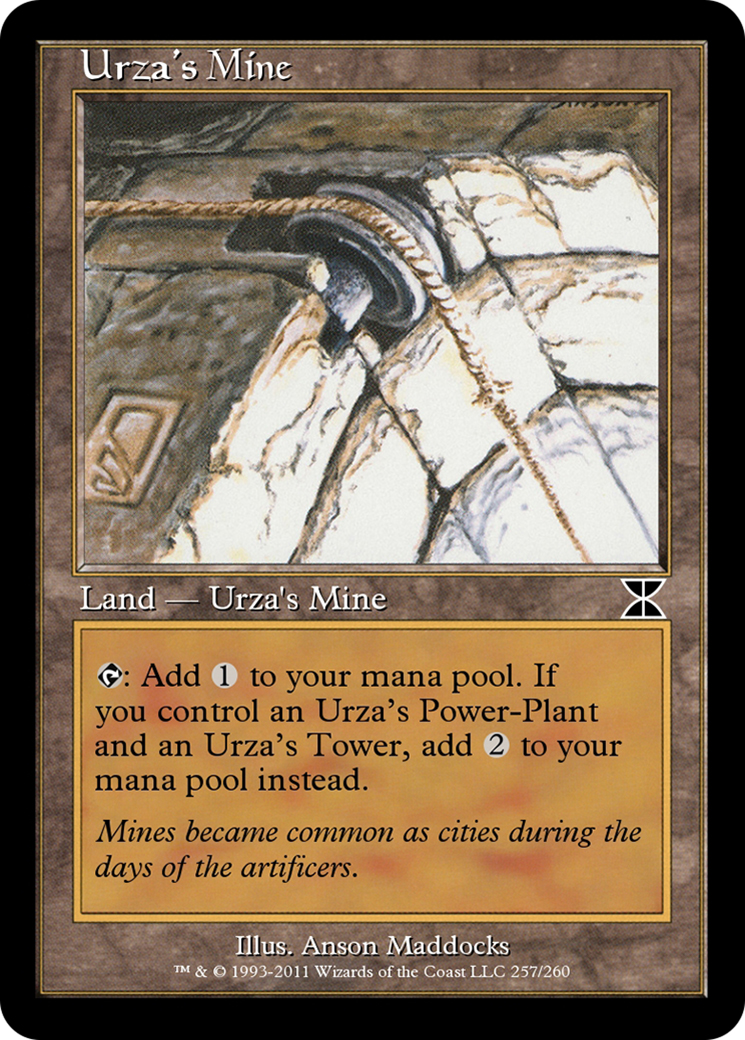 Urza's Mine
Land — Urza's Mine
: Add 1 to your mana pool. If
you control an Urza's Power-Plant
and an Urza's Tower, add 2 to your
mana pool instead.
Mines became common as cities during the
days of the artificers.
Illus. Anson Maddocks
™ & © 1993-2011 Wizards of the Coast LLC 257/260